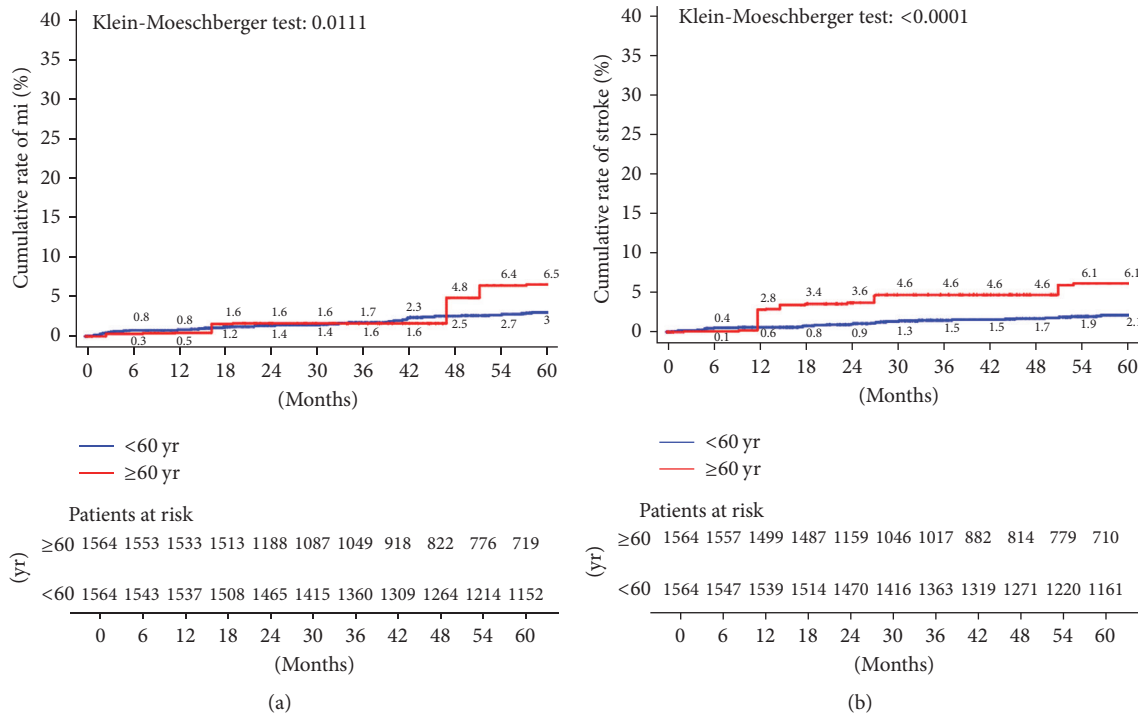 Klein-Moeschberger test: 0.0111
Cumulative rate of mi (%)
40
35
30
25
20
15
10
5
0
0.8 0.8 1.6 1.6 1.6 1.7 2.3 4.8 6.4 6.5
0.3 0.5 1.2 1.4 1.4 1.6 1.6 2.5 2.7 3
0 6 12 18 24 30 36 42 48 54 60
(Months)
<60 yr
≥60 yr
Patients at risk
(yr)
≥60 1564 1553 1533 1513 1188 1087 1049 918 822 776 719
<60 1564 1543 1537 1508 1465 1415 1360 1309 1264 1214 1152
0 6 12 18 24 30 36 42 48 54 60
(Months)
(a)
Klein-Moeschberger test: <0.0001
Cumulative rate of stroke (%)
40
35
30
25
20
15
10
5
0
0.4 2.8 3.4 3.6 4.6 4.6 4.6 4.6 6.1 6.1
0.1 0.6 0.8 0.9 1.3 1.5 1.5 1.7 1.9
0 6 12 18 24 30 36 42 48 54 60
(Months)
<60 yr
≥60 yr
Patients at risk
(yr)
≥60 1564 1557 1499 1487 1159 1046 1017 882 814 779 710
<60 1564 1547 1539 1514 1470 1416 1363 1319 1271 1220 1161
0 6 12 18 24 30 36 42 48 54 60
(Months)
(b)